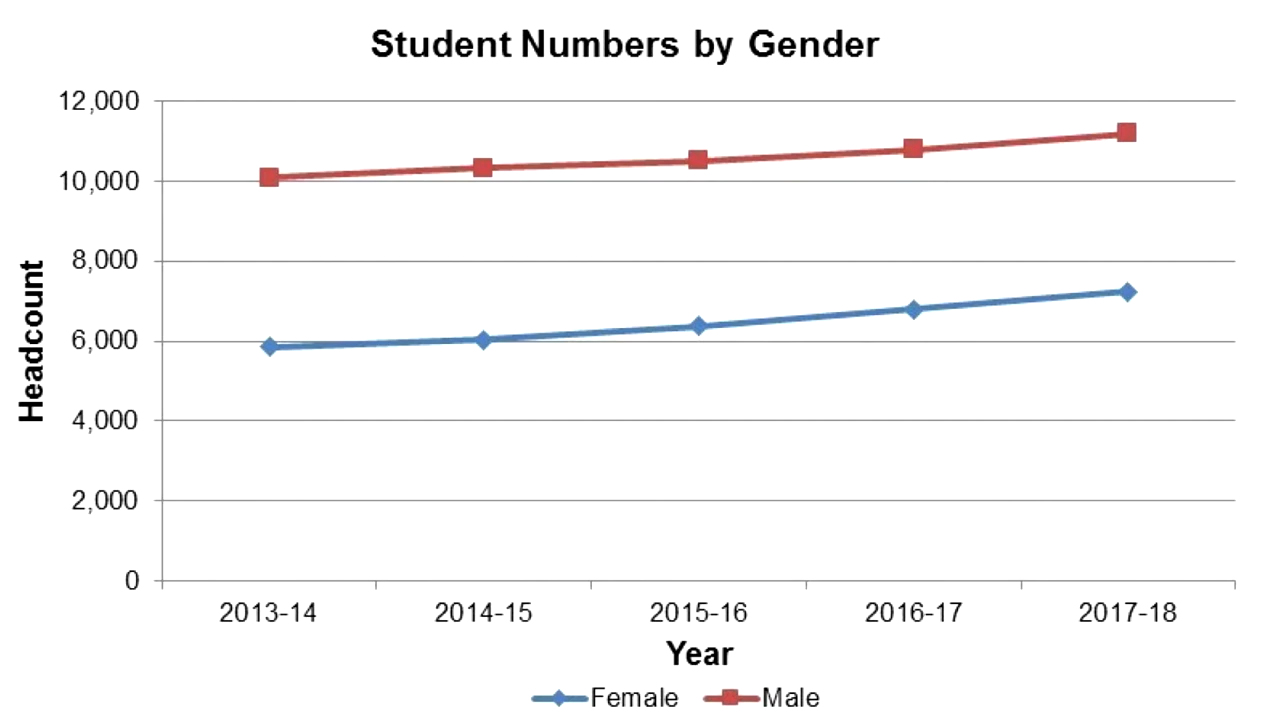 Student Numbers by Gender
12,000
10,000
8,000
6,000
4,000
2,000
0
Headcount
2013-14 2014-15 2015-16 2016-17 2017-18
Year
Female Male